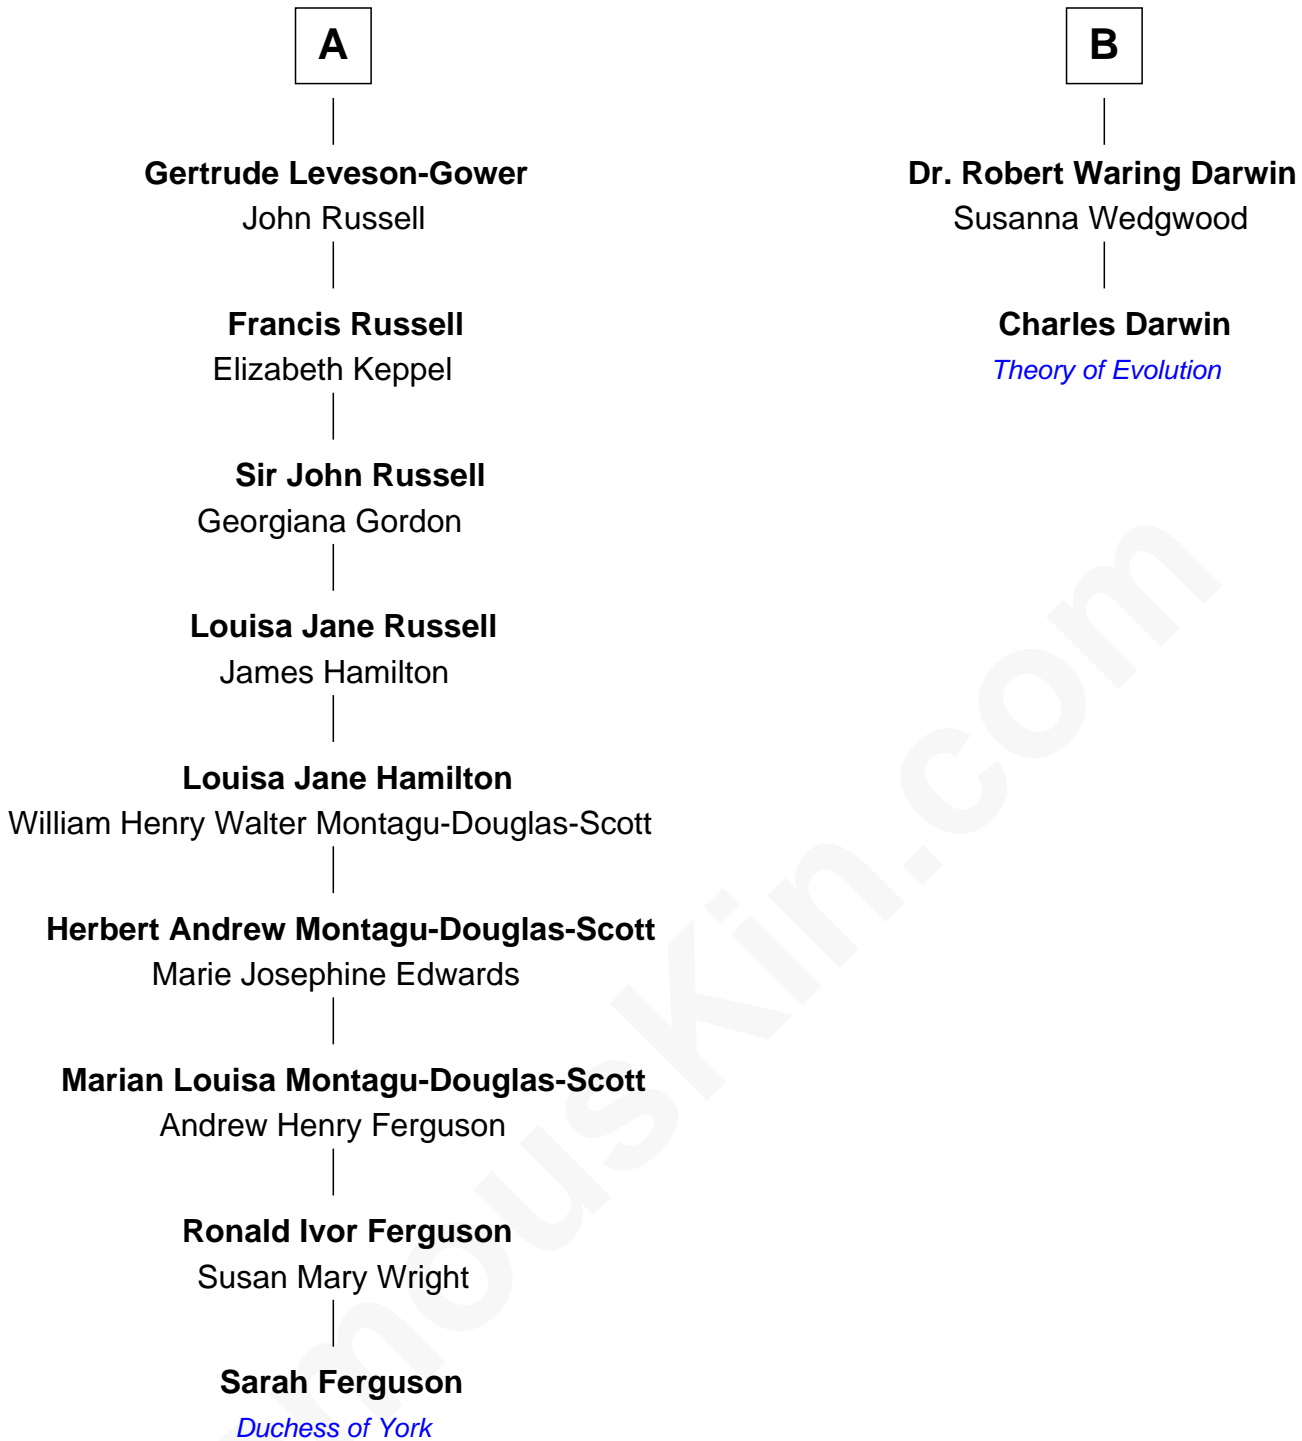 A
Gertrude Leveson-Gower
John Russell
Francis Russell
Elizabeth Keppel
Sir John Russell
Georgiana Gordon
Louisa Jane Russell
James Hamilton
Louisa Jane Hamilton
William Henry Walter Montagu-Douglas-Scott
Herbert Andrew Montagu-Douglas-Scott
Marie Josephine Edwards
Marian Louisa Montagu-Douglas-Scott
Andrew Henry Ferguson
Ronald Ivor Ferguson
Susan Mary Wright
Sarah Ferguson
Duchess of York
B
Dr. Robert Waring Darwin
Susanna Wedgwood
Charles Darwin
Theory of Evolution
mousKin.com